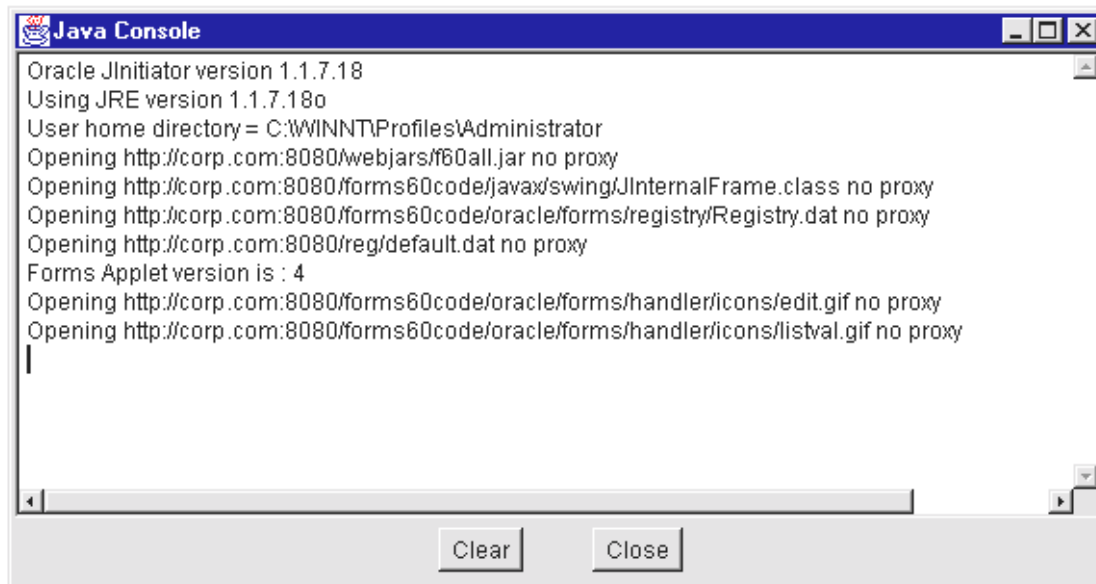 Java Console
Oracle JInitiator version 1.1.7.18
Using JRE version 1.1.7.18o
User home directory = C:\WINNT\Profiles\Administrator
Opening http://corp.com:8080/webjars/f60all.jar no proxy
Opening http://corp.com:8080/forms60code/javax/swing/JInternalFrame.class no proxy
Opening http://corp.com:8080/forms60code/oracle/forms/registry/Registry.dat no proxy
Opening http://corp.com:8080/reg/default.dat no proxy
Forms Applet version is : 4
Opening http://corp.com:8080/forms60code/oracle/forms/handler/icons/edit.gif no proxy
Opening http://corp.com:8080/forms60code/oracle/forms/handler/icons/listval.gif no proxy
Clear Close